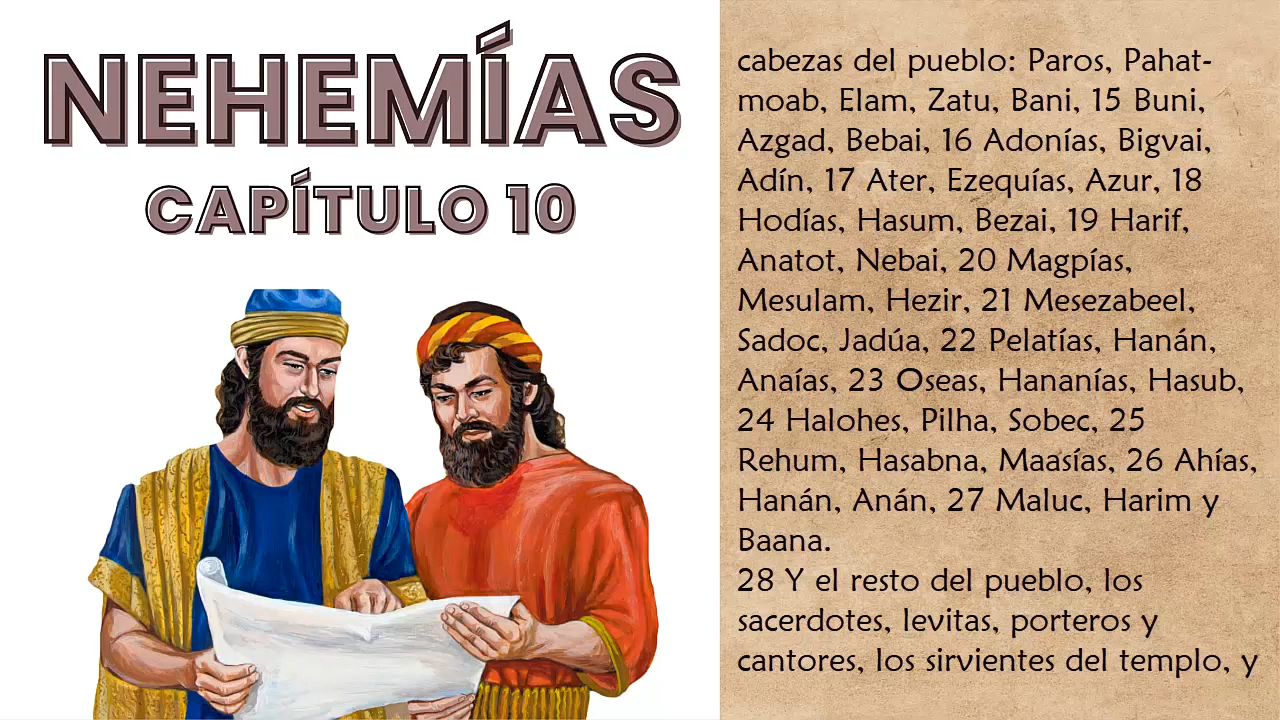 NEHEMÍAS
CAPÍTULO 10
cabezas del pueblo: Paros, Pahat-
moab, Elam, Zatu, Bani, 15 Buni,
Azgad, Bebai, 16 Adonías, Bigvai,
Adín, 17 Ater, Ezequías, Azur, 18
Hodías, Hasum, Bezai, 19 Harif,
Anatot, Nebai, 20 Magpías,
Mesulam, Hezir, 21 Mesezabeel,
Sadoc, Jadúa, 22 Pelatías, Hanán,
Anaías, 23 Oseas, Hananías, Hasub,
24 Halohes, Pilha, Sobec, 25
Rehum, Hasabna, Maasías, 26 Ahías,
Hanán, Anán, 27 Maluc, Harim y
Baana.
28 Y el resto del pueblo, los
sacerdotes, levitas, porteros y
cantores, los sirvientes del templo, y